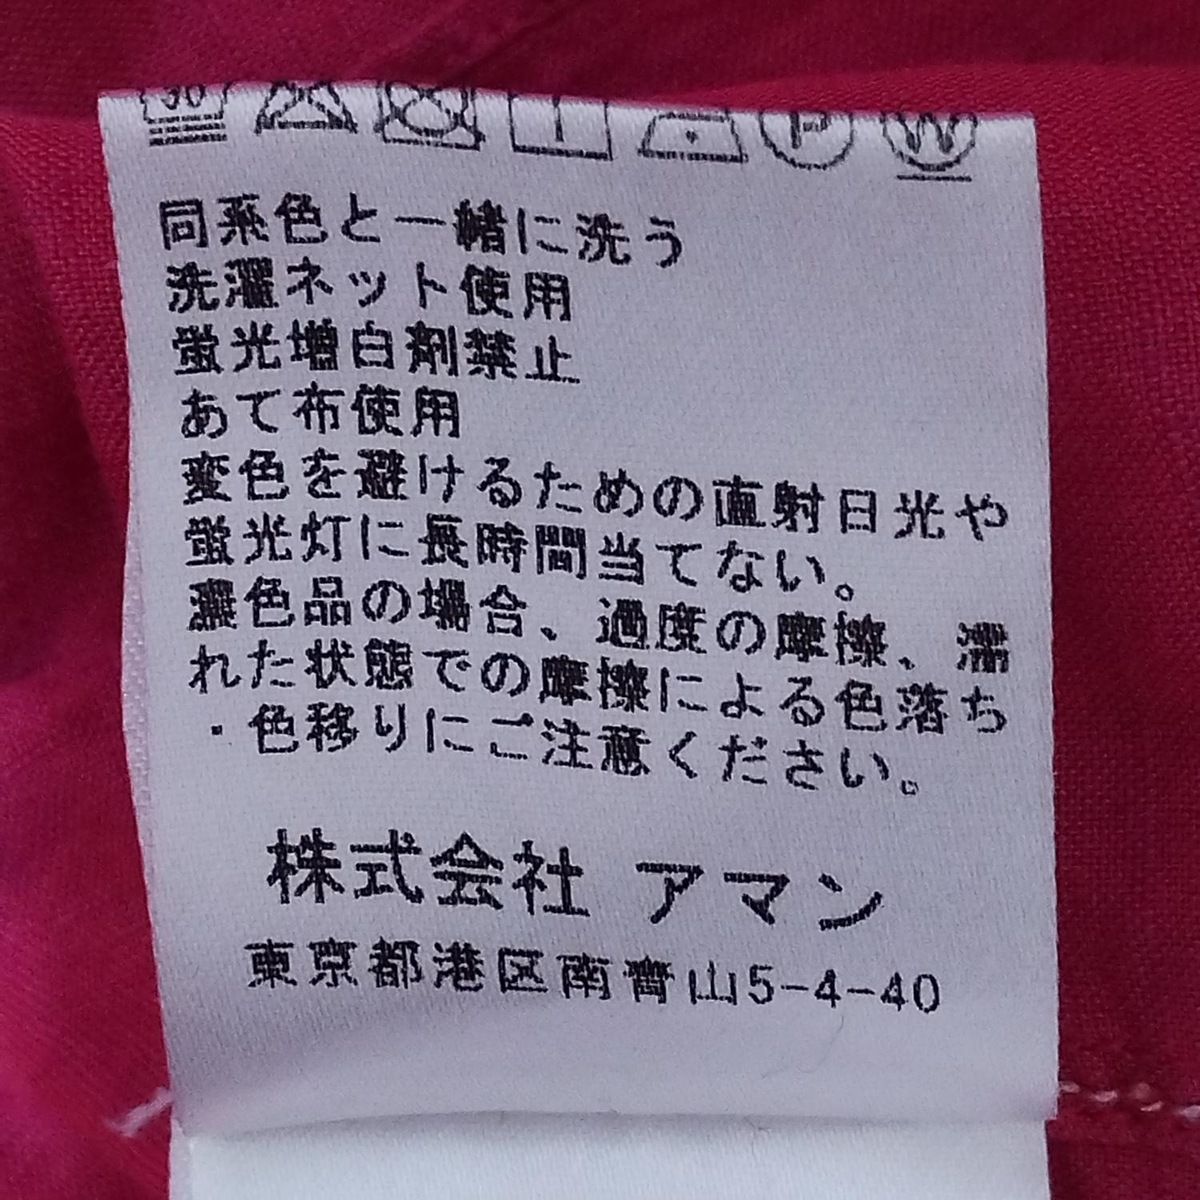 30
P
W
同系色と一緒に洗う
洗濯ネット使用
蛍光増白剤禁止
あて布使用
変色を避けるための直射日光や
蛍光灯に長時間当てない。
濃色品の場合、過度の摩擦、濡
れた状態での摩擦による色落ち
・色移りにご注意ください。
株式会社 アマン
東京都港区南青山5-4-40